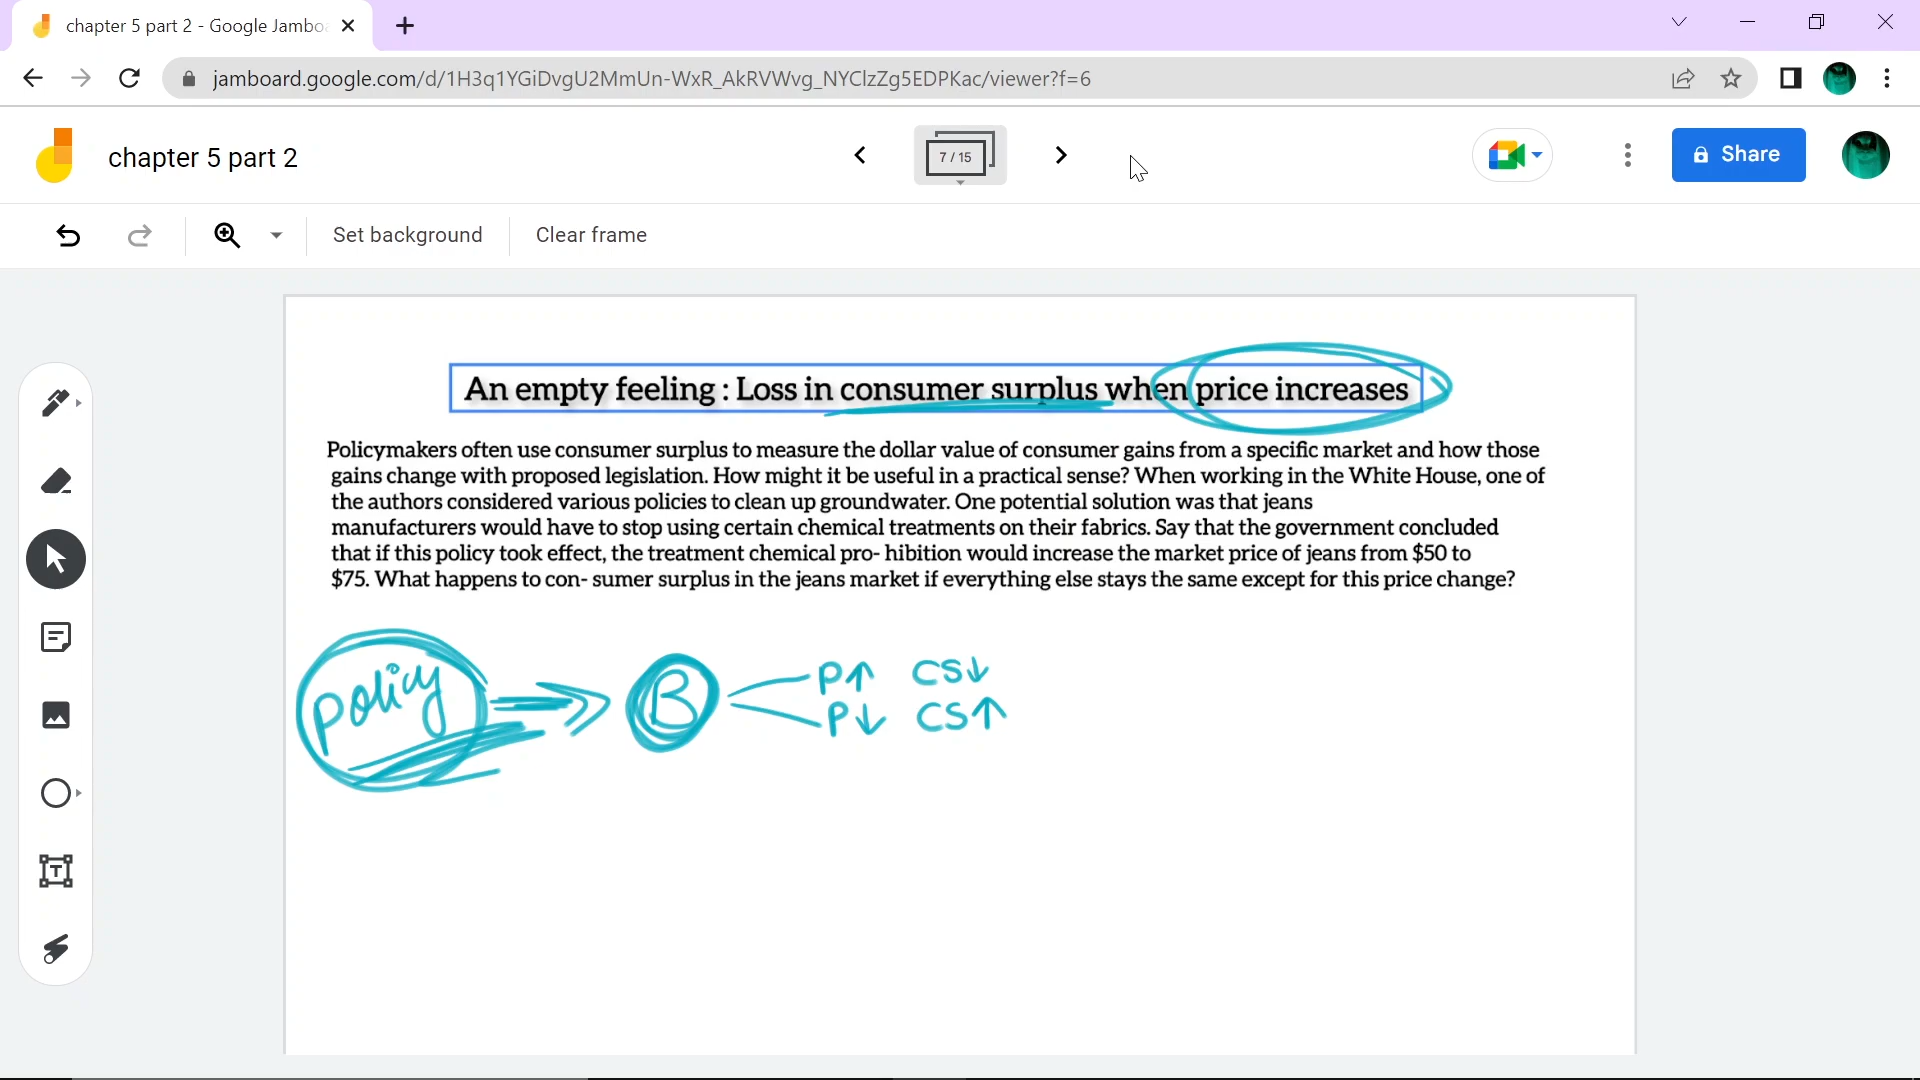 chapter 5 part 2 - Google Jambo
jamboard.google.com/d/1H3q1YGiDvgU2MmUn-WxR_AkRVWvg_NYClzZg5EDPKac/viewer?f=6
chapter 5 part 2
7 / 15
Share
Set background
Clear frame
An empty feeling : Loss in consumer surplus when price increases
Policymakers often use consumer surplus to measure the dollar value of consumer gains from a specific market and how those
gains change with proposed legislation. How might it be useful in a practical sense? When working in the White House, one of
the authors considered various policies to clean up groundwater. One potential solution was that jeans
manufacturers would have to stop using certain chemical treatments on their fabrics. Say that the government concluded
that if this policy took effect, the treatment chemical pro- hibition would increase the market price of jeans from $50 to
$75. What happens to con- sumer surplus in the jeans market if everything else stays the same except for this price change?
policy
B
P↑ CS↓
P↓ CS↑
T